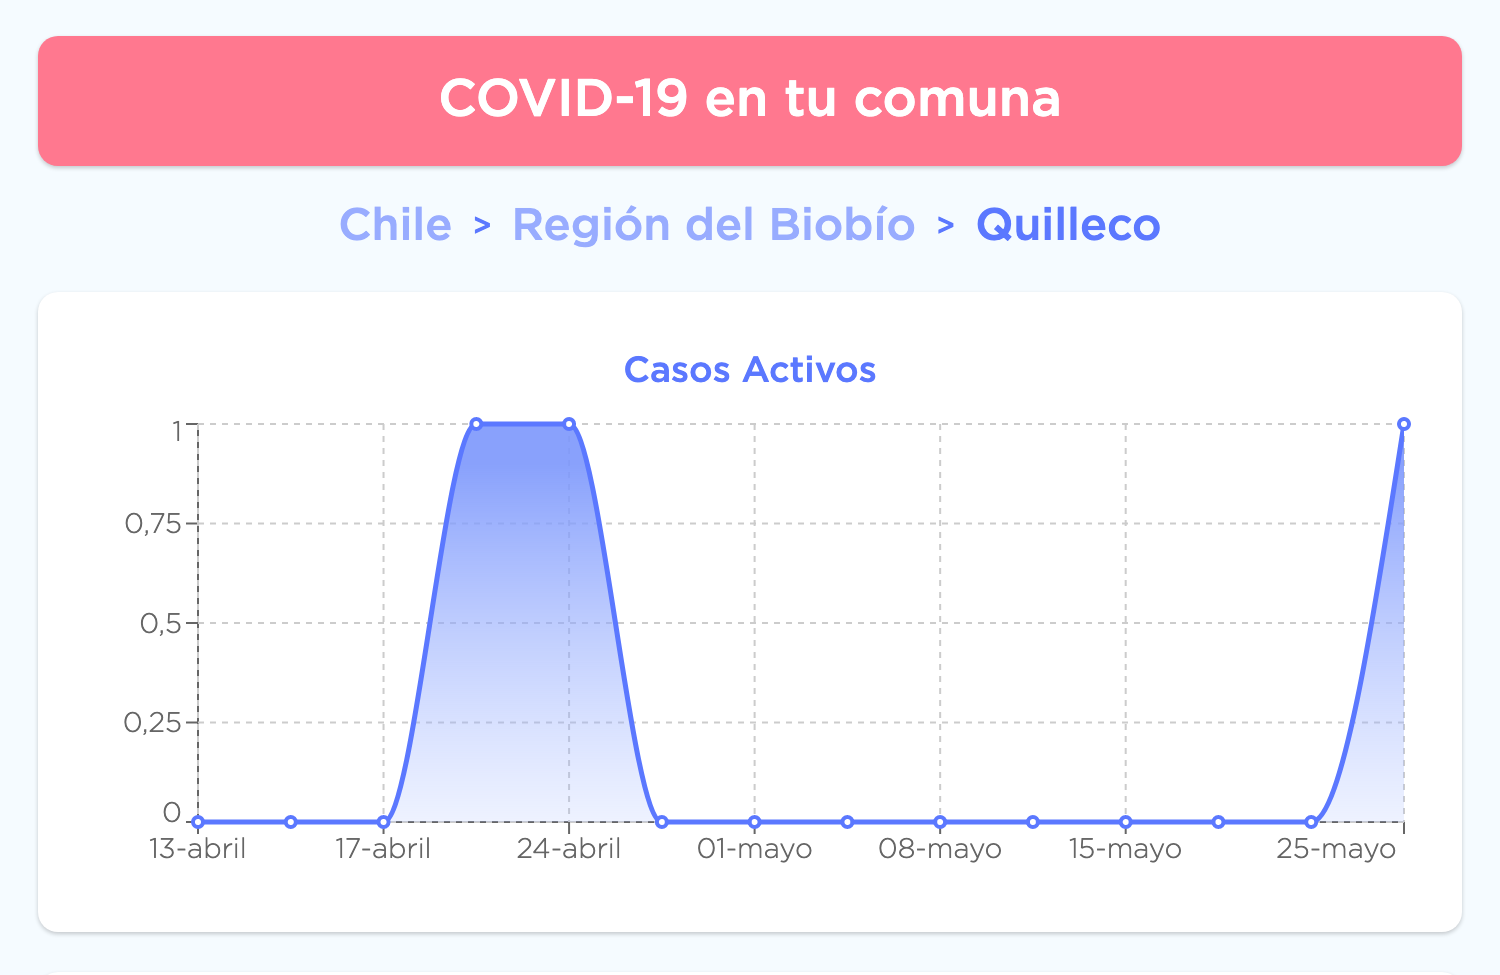 COVID-19 en tu comuna
Chile > Región del Biobío > Quilleco
Casos Activos
1
0,75
0,5
0,25
0
13-abril 17-abril 24-abril 01-mayo 08-mayo 15-mayo 25-mayo